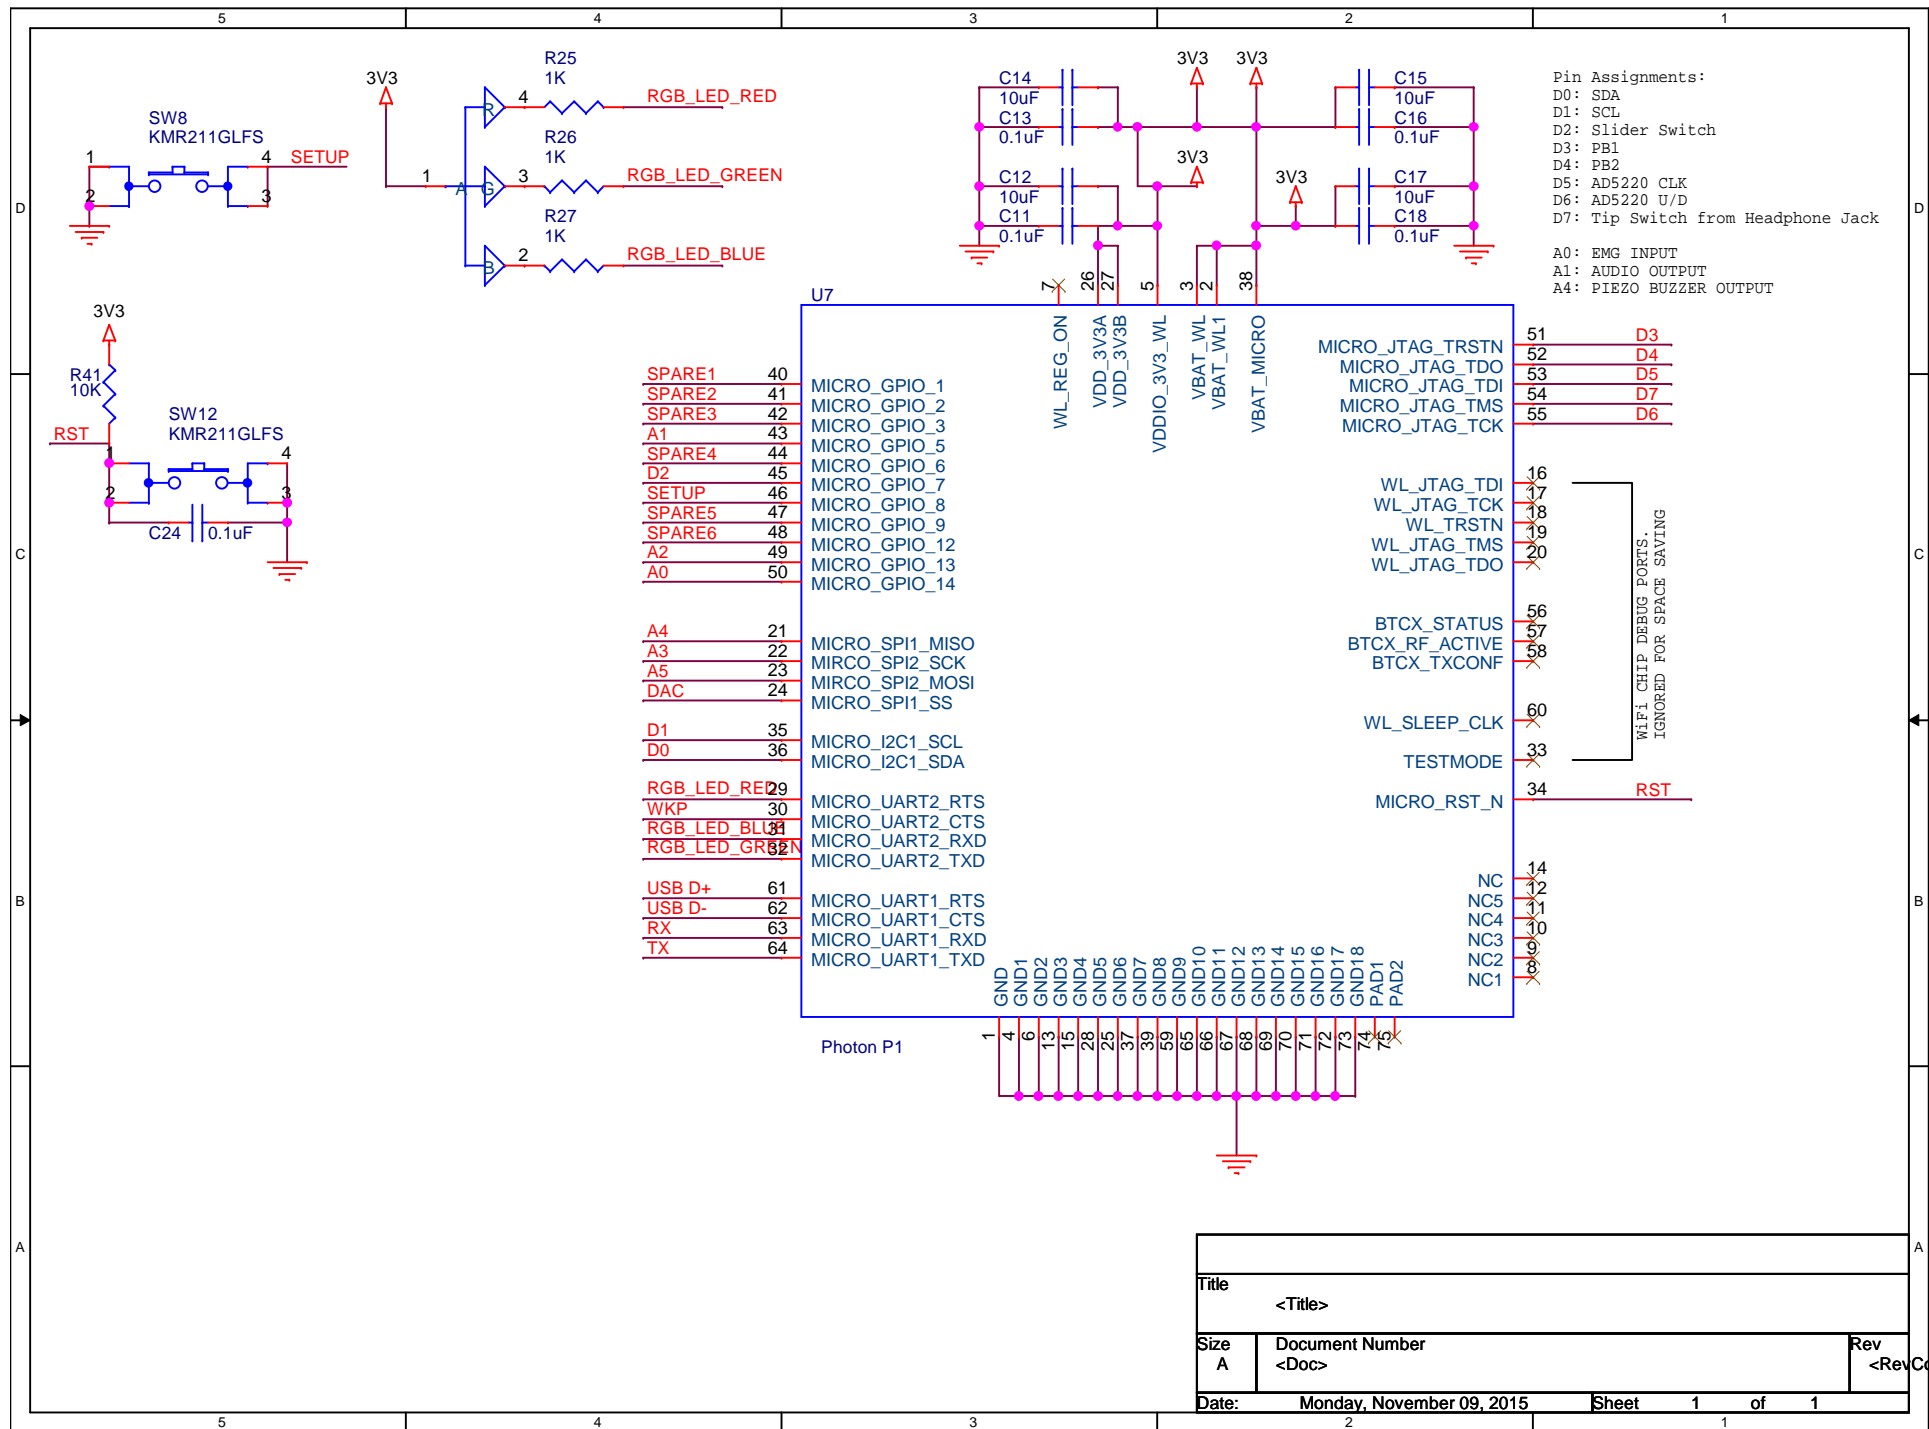 5 4 3 2 1
D
C
B
A
D
C
B
A
SW8
KMR211GLFS
1
2
4
3
SETUP
3V3
1
A
R
G
B
4
3
2
R25
1K
RGB_LED_RED
R26
1K
RGB_LED_GREEN
R27
1K
RGB_LED_BLUE
3V3
R41
10K
RST
SW12
KMR211GLFS
1
2
4
3
C24
0.1uF
C14
10uF
C13
0.1uF
C12
10uF
C11
0.1uF
3V3
3V3
3V3
3V3
C15
10uF
C16
0.1uF
C17
10uF
C18
0.1uF
Pin Assignments:
D0: SDA
D1: SCL
D2: Slider Switch
D3: PB1
D4: PB2
D5: AD5220 CLK
D6: AD5220 U/D
D7: Tip Switch from Headphone Jack
A0: EMG INPUT
A1: AUDIO OUTPUT
A4: PIEZO BUZZER OUTPUT
U7
7 WL_REG_ON
26 VDD_3V3A
27 VDD_3V3B
5 VDDIO_3V3_WL
3 VBAT_WL
2 VBAT_WL1
38 VBAT_MICRO
SPARE1 40 MICRO_GPIO_1
SPARE2 41 MICRO_GPIO_2
SPARE3 42 MICRO_GPIO_3
A1 43 MICRO_GPIO_5
SPARE4 44 MICRO_GPIO_6
D2 45 MICRO_GPIO_7
SETUP 46 MICRO_GPIO_8
SPARE5 47 MICRO_GPIO_9
SPARE6 48 MICRO_GPIO_12
A2 49 MICRO_GPIO_13
A0 50 MICRO_GPIO_14
A4 21 MICRO_SPI1_MISO
A3 22 MIRCO_SPI2_SCK
A5 23 MIRCO_SPI2_MOSI
DAC 24 MICRO_SPI1_SS
D1 35 MICRO_I2C1_SCL
D0 36 MICRO_I2C1_SDA
RGB_LED_RED 29 MICRO_UART2_RTS
WKP 30 MICRO_UART2_CTS
RGB_LED_BLUE 31 MICRO_UART2_RXD
RGB_LED_GREEN 32 MICRO_UART2_TXD
USB D+ 61 MICRO_UART1_RTS
USB D- 62 MICRO_UART1_CTS
RX 63 MICRO_UART1_RXD
TX 64 MICRO_UART1_TXD
MICRO_JTAG_TRSTN 51 D3
MICRO_JTAG_TDO 52 D4
MICRO_JTAG_TDI 53 D5
MICRO_JTAG_TMS 54 D7
MICRO_JTAG_TCK 55 D6
WL_JTAG_TDI 16
WL_JTAG_TCK 17
WL_TRSTN 18
WL_JTAG_TMS 19
WL_JTAG_TDO 20
BTCX_STATUS 56
BTCX_RF_ACTIVE 57
BTCX_TXCONF 58
WL_SLEEP_CLK 60
TESTMODE 33
WiFi CHIP DEBUG PORTS.
IGNORED FOR SPACE SAVING
MICRO_RST_N 34 RST
NC 14
NC5 12
NC4 11
NC3 10
NC2 9
NC1 8
GND GND1 GND2 GND3 GND4 GND5 GND6 GND7 GND8 GND9 GND10 GND11 GND12 GND13 GND14 GND15 GND16 GND17 GND18 PAD1 PAD2
1 4 6 13 15 28 25 37 39 59 65 66 67 68 69 70 71 72 73 74 75
Photon P1
Title
<Title>
Size
A
Document Number
<Doc>
Rev
<RevCo
Date: Monday, November 09, 2015 Sheet 1 of 1
5 4 3 2 1